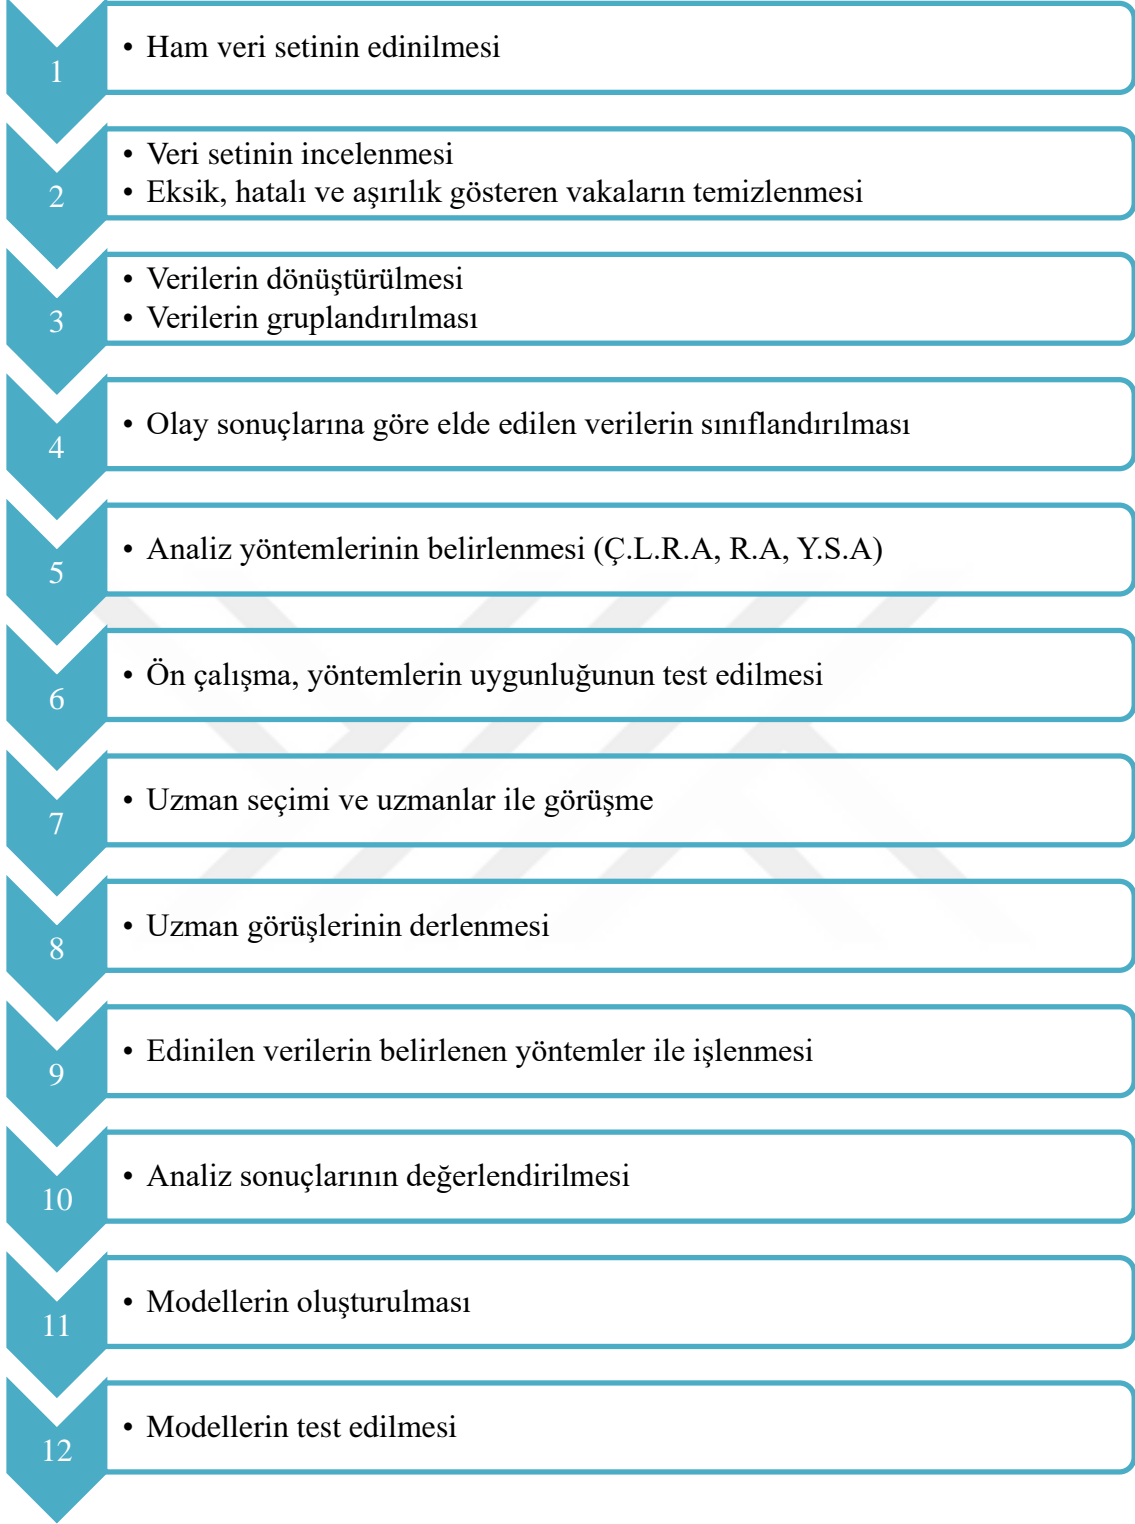 1
• Ham veri setinin edinilmesi
2
• Veri setinin incelenmesi
• Eksik, hatalı ve aşırılık gösteren vakaların temizlenmesi
3
• Verilerin dönüştürülmesi
• Verilerin gruplandırılması
4
• Olay sonuçlarına göre elde edilen verilerin sınıflandırılması
5
• Analiz yöntemlerinin belirlenmesi (Ç.L.R.A, R.A, Y.S.A)
6
• Ön çalışma, yöntemlerin uygunluğunun test edilmesi
7
• Uzman seçimi ve uzmanlar ile görüşme
8
• Uzman görüşlerinin derlenmesi
9
• Edinilen verilerin belirlenen yöntemler ile işlenmesi
10
• Analiz sonuçlarının değerlendirilmesi
11
• Modellerin oluşturulması
12
• Modellerin test edilmesi